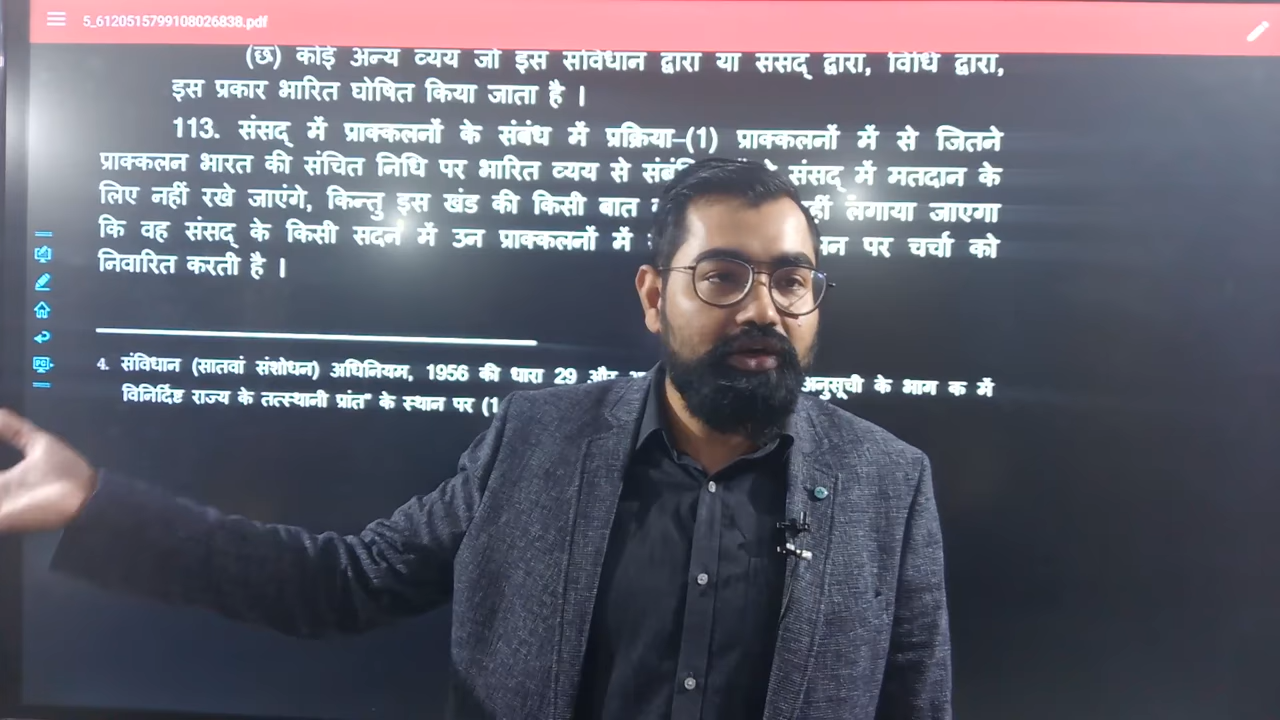 5_6120515799108026838.pdf
(छ) कोई अन्य व्यय जो इस संविधान द्वारा या संसद् द्वारा, विधि द्वारा,
इस प्रकार भारित घोषित किया जाता है ।
113. संसद् में प्राक्कलनों के संबंध में प्रक्रिया–(1) प्राक्कलनों में से जितने
प्राक्कलन भारत की संचित निधि पर भारित व्यय से संसद् में मतदान के
लिए नहीं रखे जाएंगे, किन्तु इस खंड की किसी बात लगाया जाएगा
कि वह संसद् के किसी सदन में उन प्राक्कलनों में पर चर्चा को
निवारित करती है ।
4. संविधान (सातवां संशोधन) अधिनियम, 1956 की धारा 29 और अनुसूची के भाग क में
विनिर्दिष्ट राज्य के तत्स्थानी प्रांत" के स्थान पर (1